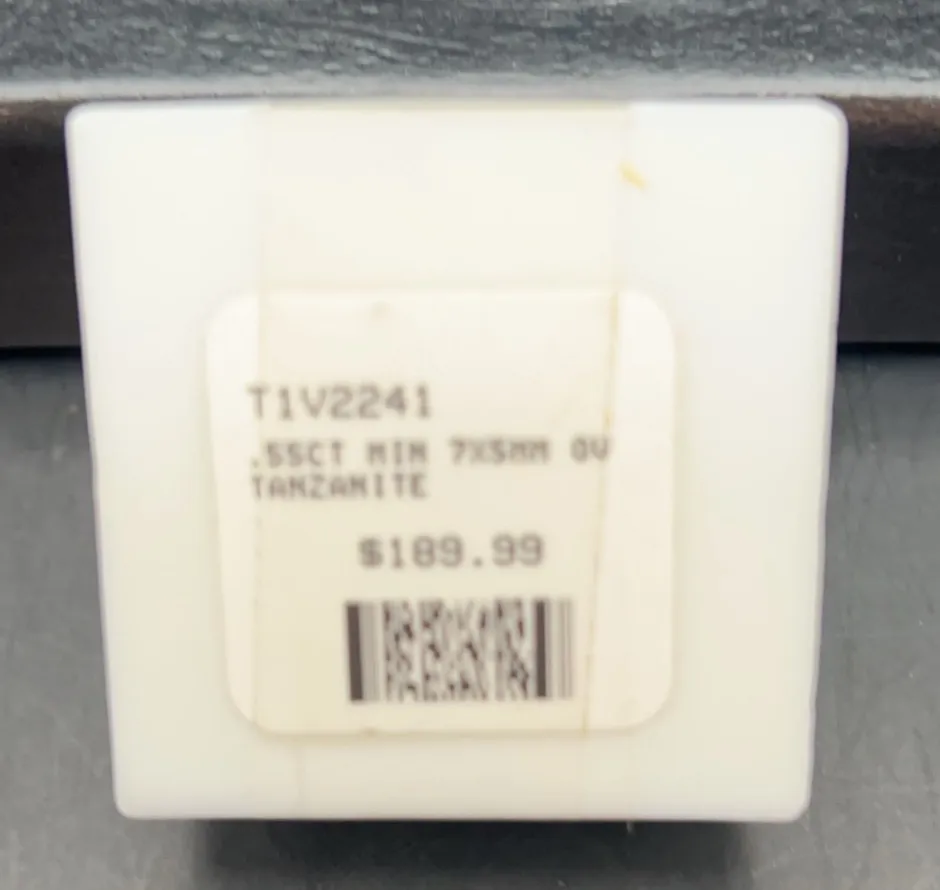 T1V2241
.55CT MIN 7X5MM OV
TANZANITE
$189.99